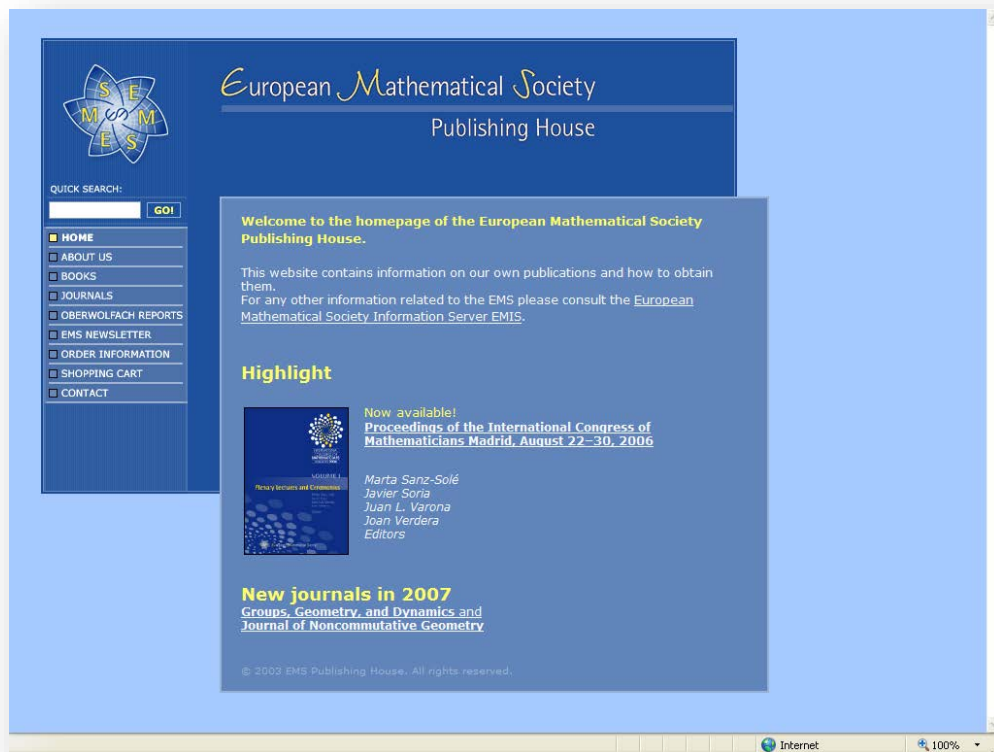 European Mathematical Society
Publishing House
S E
M S M
E S
QUICK SEARCH:
GO!
HOME
ABOUT US
BOOKS
JOURNALS
OBERWOLFACH REPORTS
EMS NEWSLETTER
ORDER INFORMATION
SHOPPING CART
CONTACT
Welcome to the homepage of the European Mathematical Society
Publishing House.
This website contains information on our own publications and how to obtain
them.
For any other information related to the EMS please consult the European
Mathematical Society Information Server EMIS.
Highlight
VOLUME I
Plenary Lectures and Ceremonies
Now available!
Proceedings of the International Congress of
Mathematicians Madrid, August 22–30, 2006
Marta Sanz-Solé
Javier Soria
Juan L. Varona
Joan Verdera
Editors
New journals in 2007
Groups, Geometry, and Dynamics and
Journal of Noncommutative Geometry
© 2003 EMS Publishing House. All rights reserved.
Internet
100%